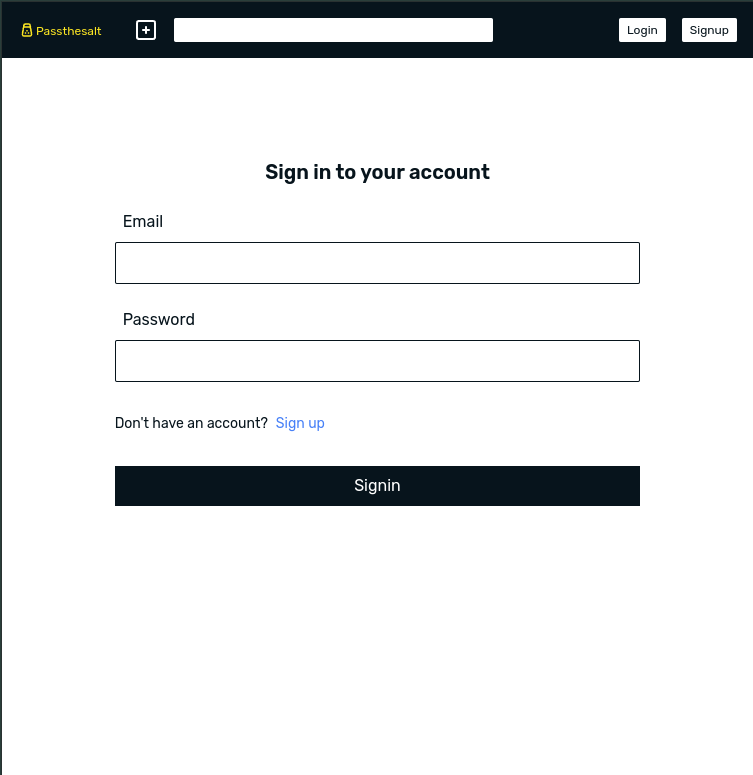 Passthesalt
Login
Signup
Sign in to your account
Email
Password
Don't have an account? Sign up
Signin